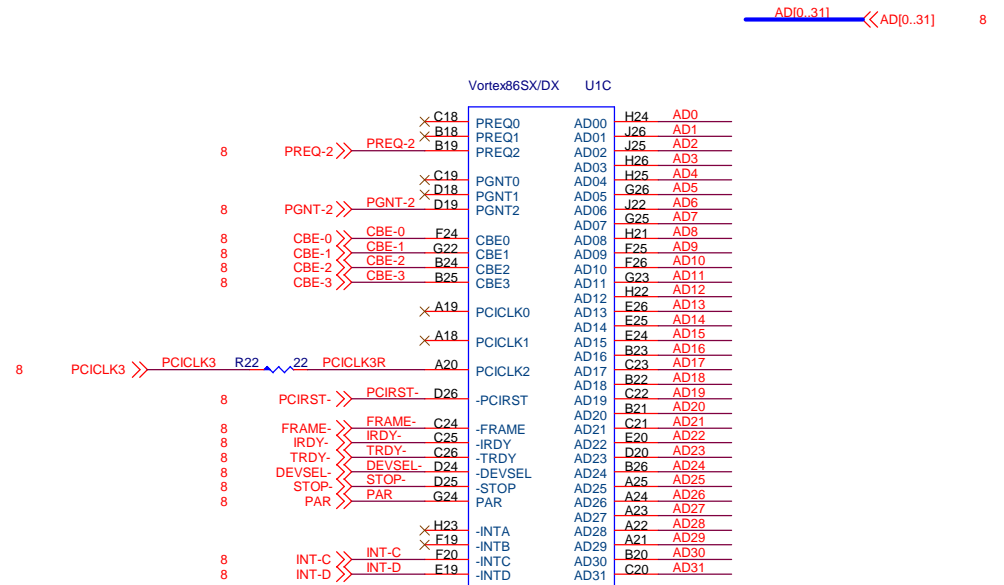 AD[0..31] AD[0..31] 8
Vortex86SX/DX U1C
C18 PREQ0 AD00 H24 AD0
B18 PREQ1 AD01 J26 AD1
8 PREQ-2 PREQ-2 B19 PREQ2 AD02 J25 AD2
AD03 H26 AD3
C19 PGNT0 AD04 H25 AD4
D18 PGNT1 AD05 G26 AD5
8 PGNT-2 PGNT-2 D19 PGNT2 AD06 J22 AD6
AD07 G25 AD7
8 CBE-0 CBE-0 F24 CBE0 AD08 H21 AD8
8 CBE-1 CBE-1 G22 CBE1 AD09 F25 AD9
8 CBE-2 CBE-2 B24 CBE2 AD10 F26 AD10
8 CBE-3 CBE-3 B25 CBE3 AD11 G23 AD11
AD12 H22 AD12
A19 PCICLK0 AD13 E26 AD13
AD14 E25 AD14
A18 PCICLK1 AD15 E24 AD15
AD16 B23 AD16
8 PCICLK3 PCICLK3 R22 22 PCICLK3R A20 PCICLK2 AD17 C23 AD17
AD18 B22 AD18
8 PCIRST- PCIRST- D26 -PCIRST AD19 C22 AD19
AD20 B21 AD20
8 FRAME- FRAME- C24 -FRAME AD21 C21 AD21
8 IRDY- IRDY- C25 -IRDY AD22 E20 AD22
8 TRDY- TRDY- C26 -TRDY AD23 D20 AD23
8 DEVSEL- DEVSEL- D24 -DEVSEL AD24 B26 AD24
8 STOP- STOP- D25 -STOP AD25 A25 AD25
8 PAR PAR G24 PAR AD26 A24 AD26
AD27 A23 AD27
H23 -INTA AD28 A22 AD28
F19 -INTB AD29 A21 AD29
8 INT-C INT-C F20 -INTC AD30 B20 AD30
8 INT-D INT-D E19 -INTD AD31 C20 AD31